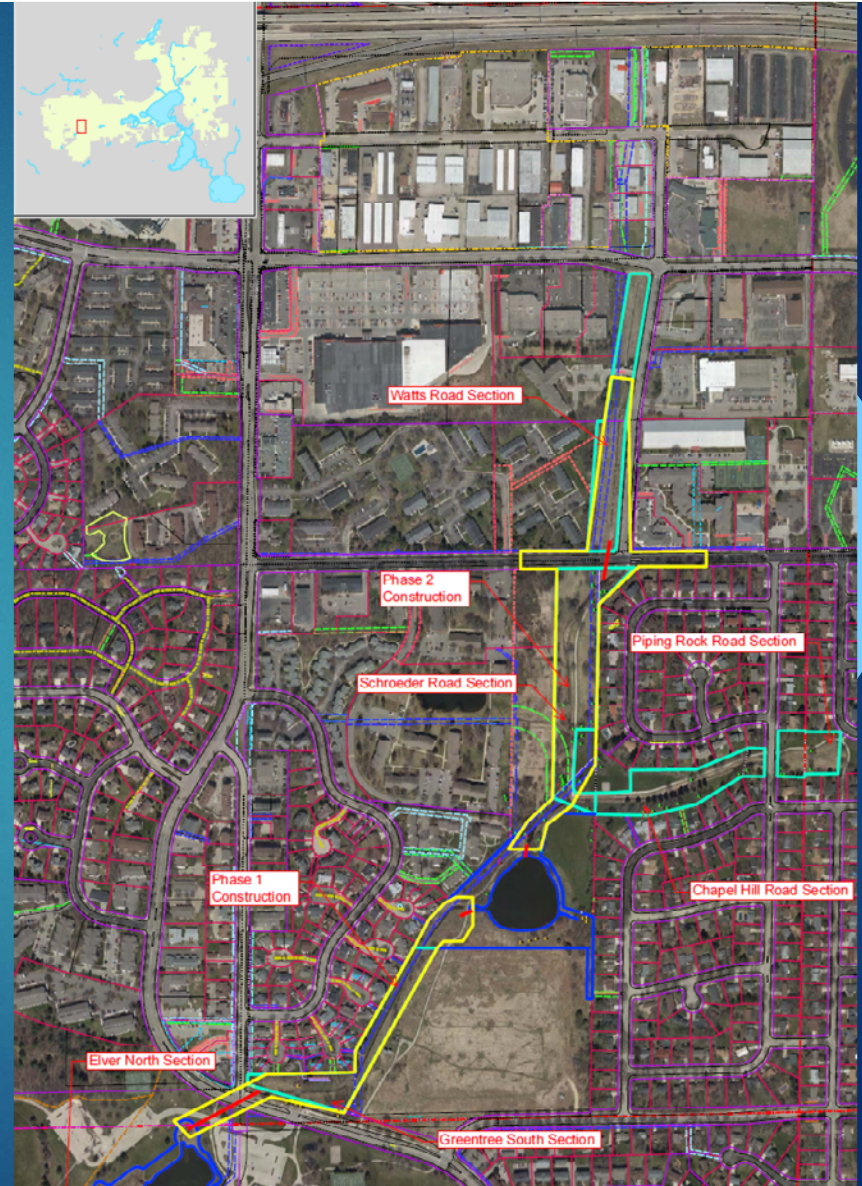 Watts Road Section
Phase 2
Construction
Piping Rock Road Section
Schroeder Road Section
Phase 1
Construction
Chapel Hill Road Section
Elver North Section
Greentree South Section